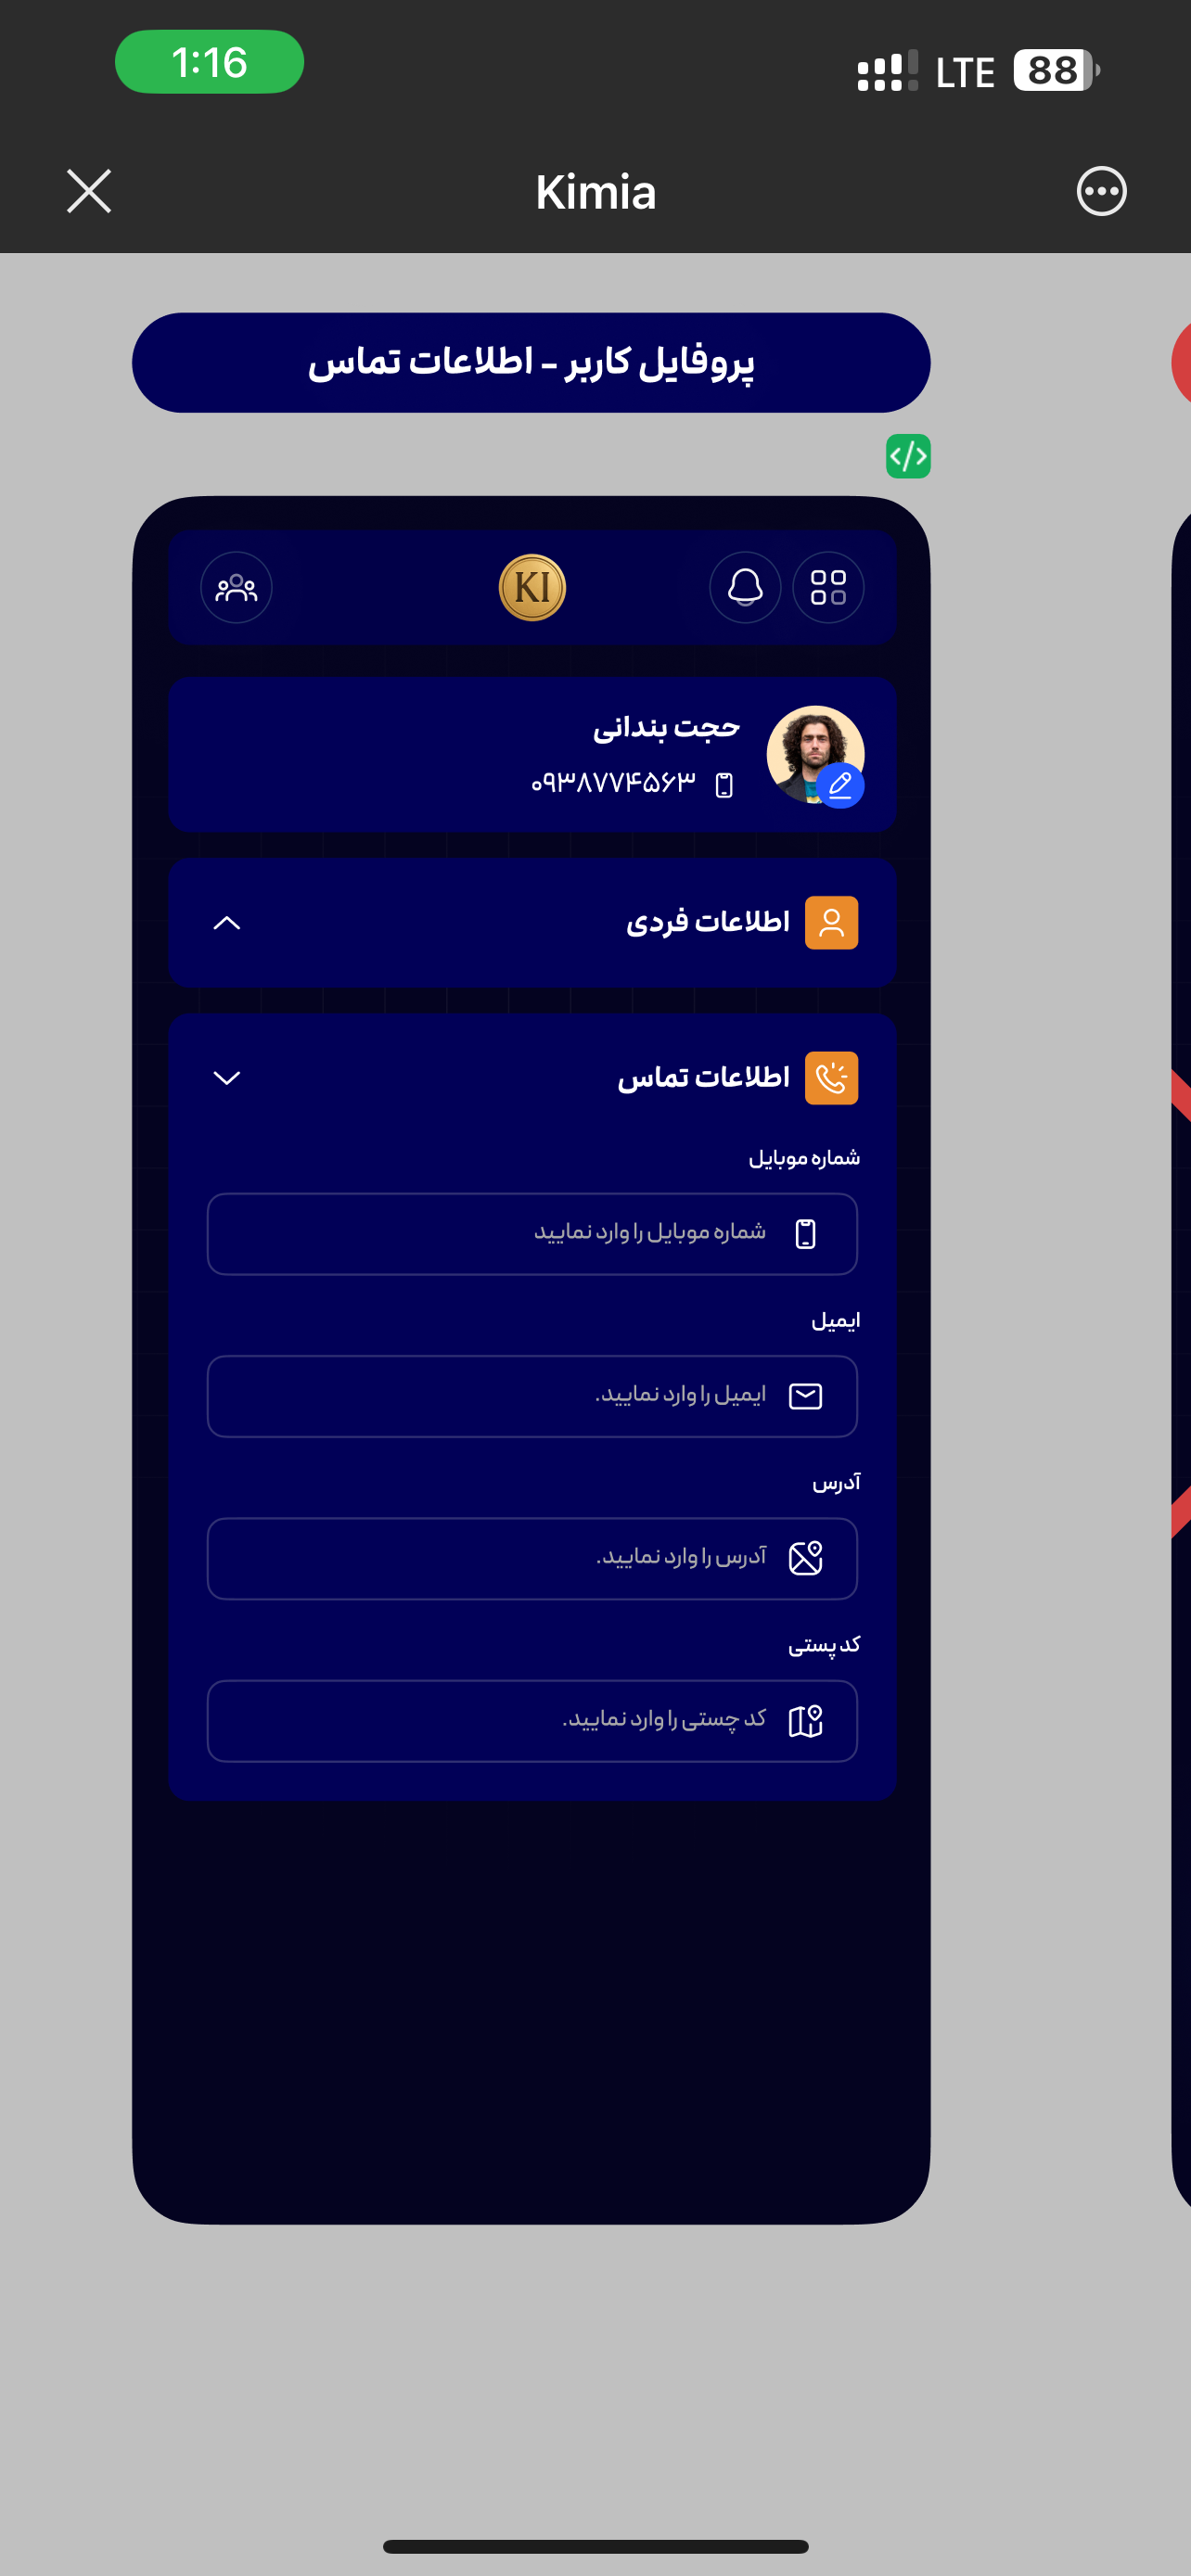 1:16
LTE
88
Kimia
پروفایل کاربر - اطلاعات تماس
</>
KI
حجت بندانی
۰۹۳۸۷۷۴۵۶۳
اطلاعات فردی
اطلاعات تماس
شماره موبایل
شماره موبایل را وارد نمایید
ایمیل
ایمیل را وارد نمایید.
آدرس
آدرس را وارد نمایید.
کد پستی
کد چستی را وارد نمایید.